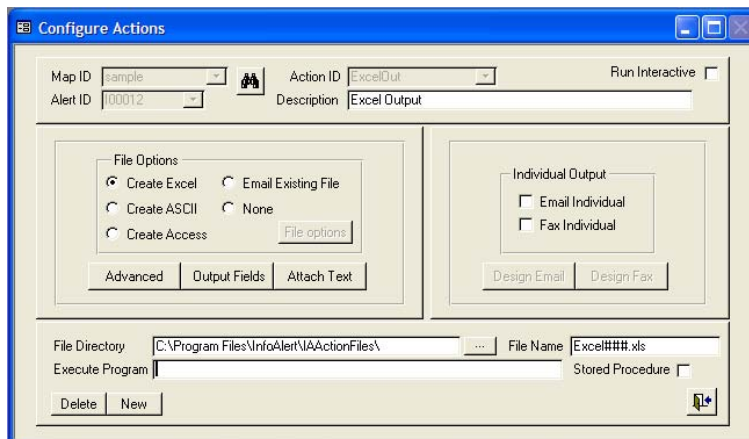 Configure Actions
Map ID sample Action ID ExcelOut Run Interactive
Alert ID I00012 Description Excel Output
File Options
Create Excel Email Existing File
Create ASCII None
Create Access File options
Advanced Output Fields Attach Text
Individual Output
Email Individual
Fax Individual
Design Email Design Fax
File Directory C:\Program Files\InfoAlert\IAActionFiles\ ... File Name Excel###.xls
Execute Program Stored Procedure
Delete New